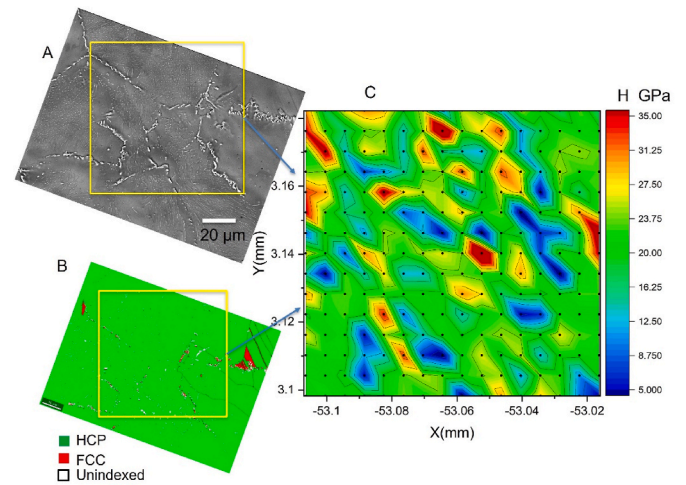 A
20 μm
B
HCP
FCC
Unindexed
C
H GPa
35.00
31.25
27.50
23.75
20.00
16.25
12.50
8.750
5.000
3.16
3.14
3.12
3.1
Y(mm)
-53.1
-53.08
-53.06
-53.04
-53.02
X(mm)